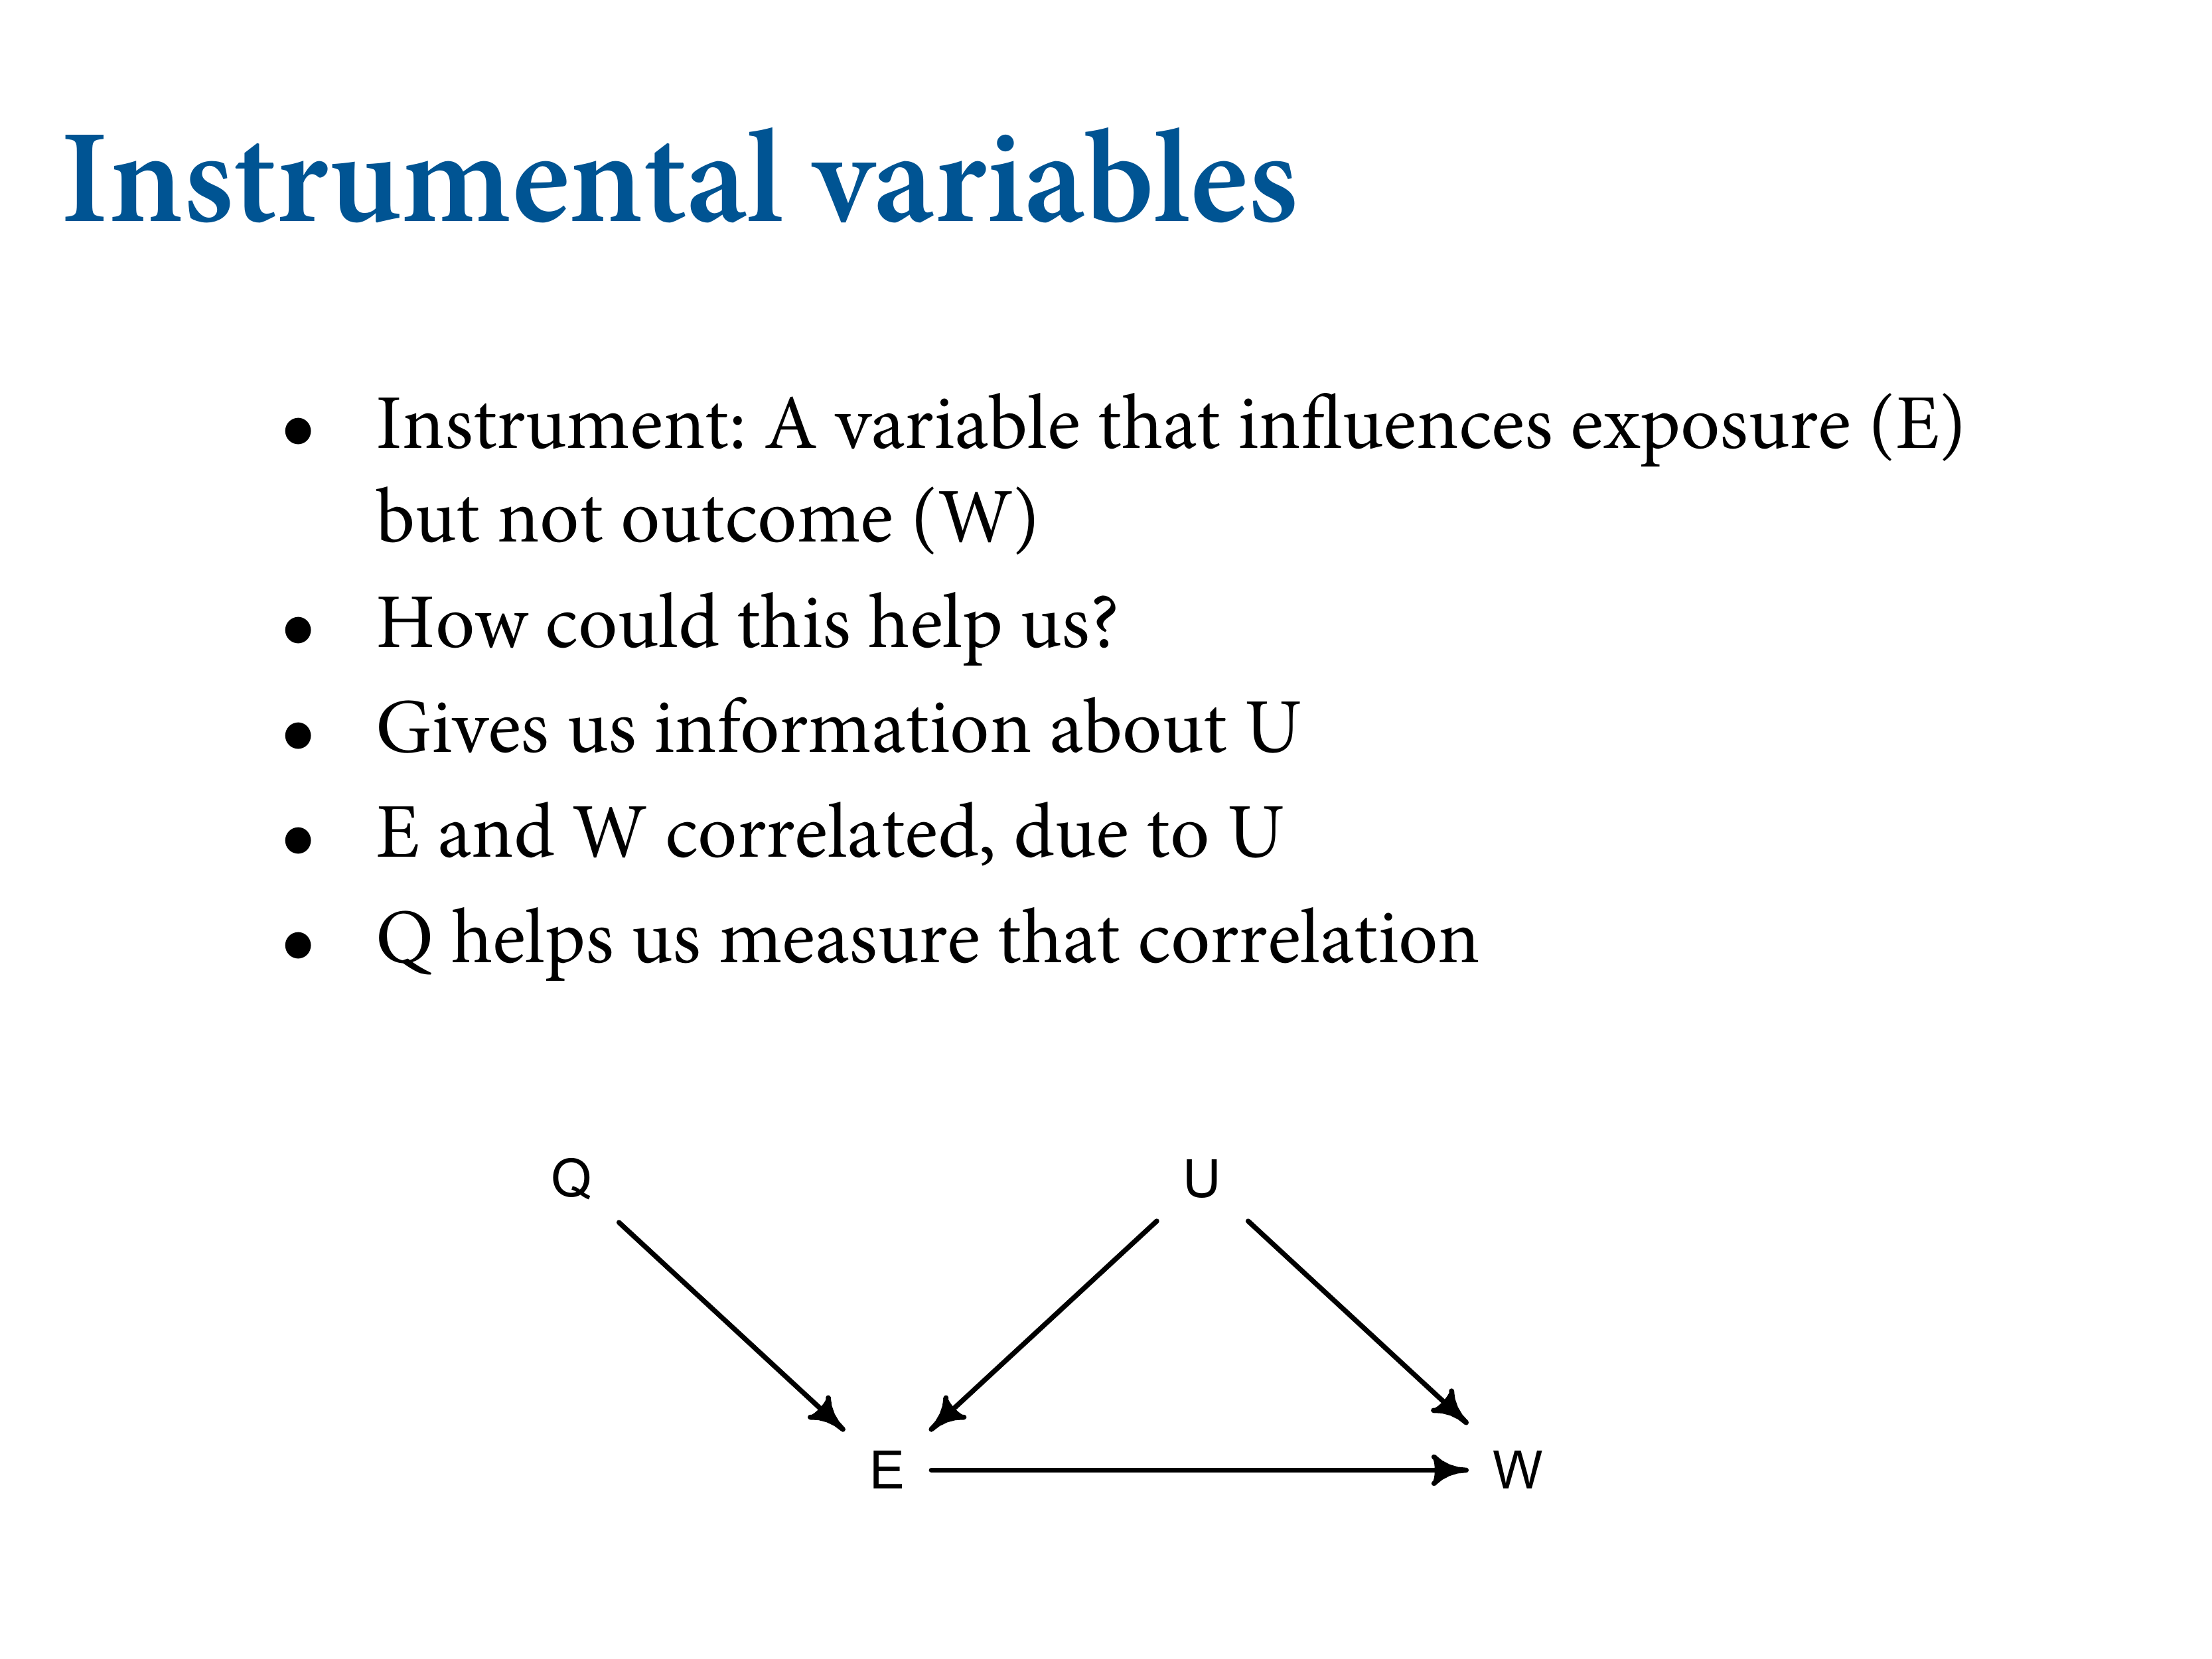 Instrumental variables
• Instrument: A variable that influences exposure (E)
but not outcome (W)
• How could this help us?
• Gives us information about U
• E and W correlated, due to U
• Q helps us measure that correlation
Q U
E W